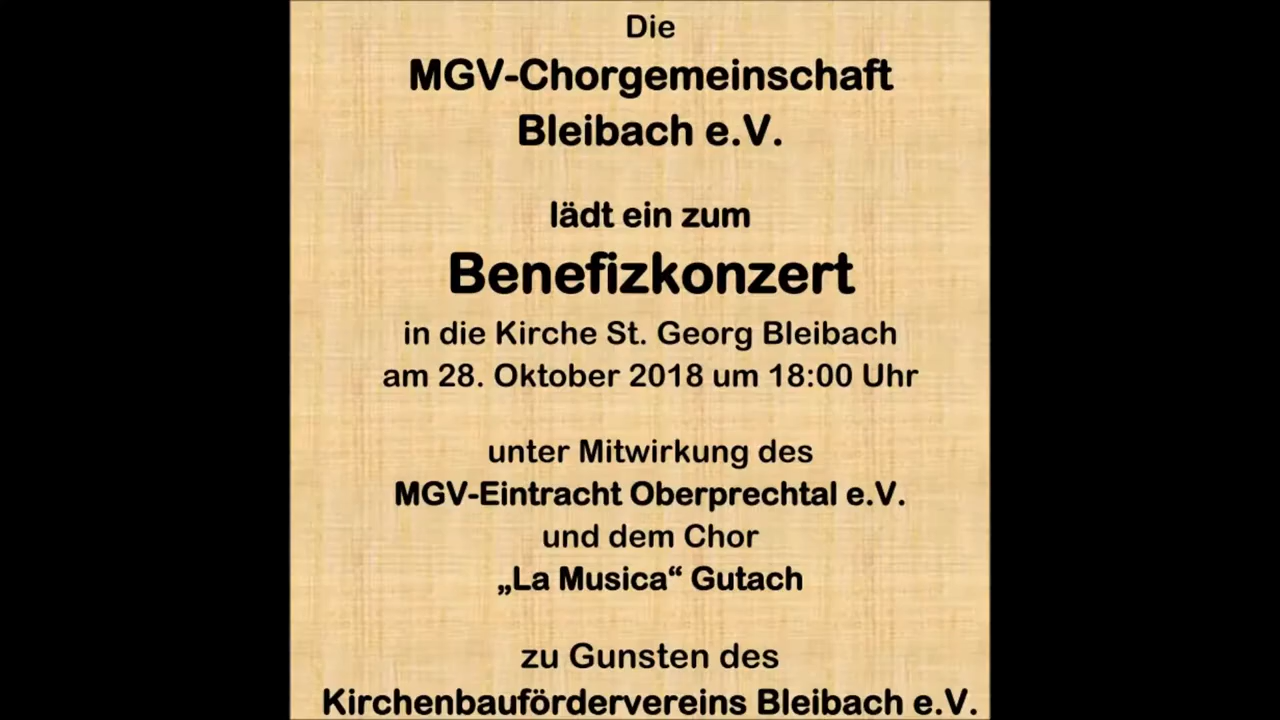 Die
MGV-Chorgemeinschaft
Bleibach e.V.
lädt ein zum
Benefizkonzert
in die Kirche St. Georg Bleibach
am 28. Oktober 2018 um 18:00 Uhr
unter Mitwirkung des
MGV-Eintracht Oberprechtal e.V.
und dem Chor
„La Musica“ Gutach
zu Gunsten des
Kirchenbaufördervereins Bleibach e.V.